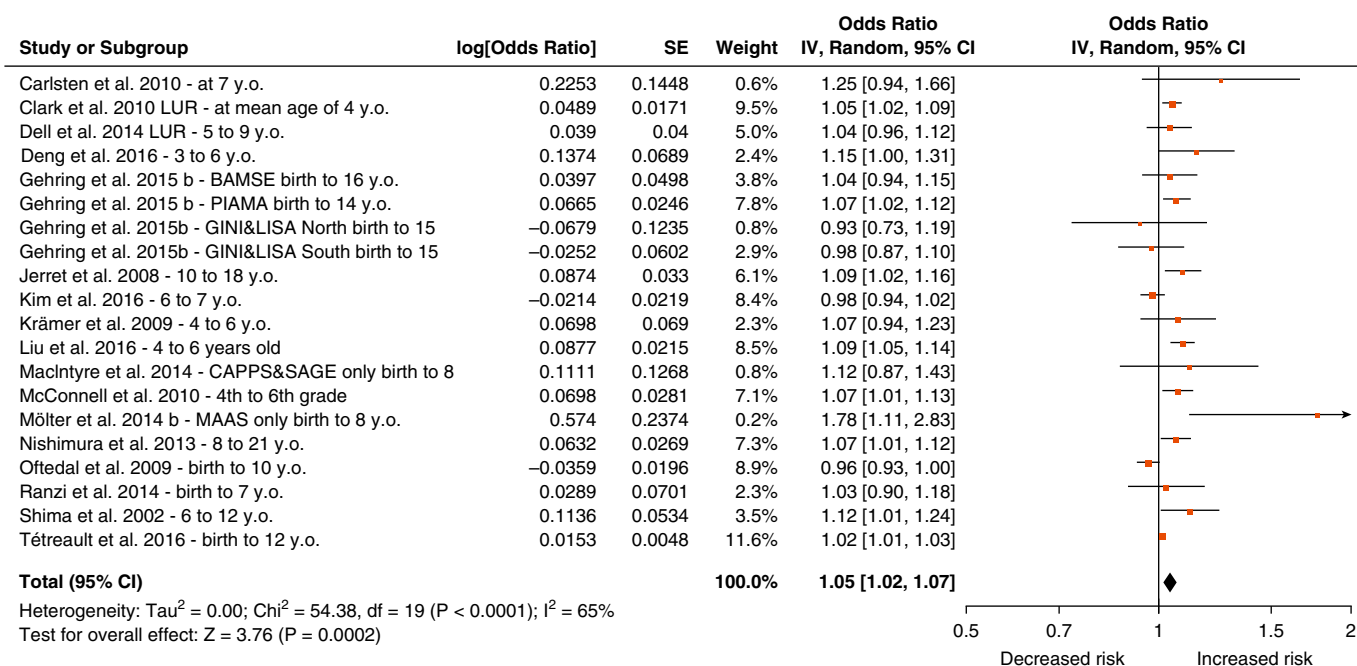 Odds Ratio Odds Ratio
Study or Subgroup log[Odds Ratio] SE Weight IV, Random, 95% CI IV, Random, 95% CI
Carlsten et al. 2010 - at 7 y.o. 0.2253 0.1448 0.6% 1.25 [0.94, 1.66]
Clark et al. 2010 LUR - at mean age of 4 y.o. 0.0489 0.0171 9.5% 1.05 [1.02, 1.09]
Dell et al. 2014 LUR - 5 to 9 y.o. 0.039 0.04 5.0% 1.04 [0.96, 1.12]
Deng et al. 2016 - 3 to 6 y.o. 0.1374 0.0689 2.4% 1.15 [1.00, 1.31]
Gehring et al. 2015 b - BAMSE birth to 16 y.o. 0.0397 0.0498 3.8% 1.04 [0.94, 1.15]
Gehring et al. 2015 b - PIAMA birth to 14 y.o. 0.0665 0.0246 7.8% 1.07 [1.02, 1.12]
Gehring et al. 2015b - GINI&LISA North birth to 15 –0.0679 0.1235 0.8% 0.93 [0.73, 1.19]
Gehring et al. 2015b - GINI&LISA South birth to 15 –0.0252 0.0602 2.9% 0.98 [0.87, 1.10]
Jerret et al. 2008 - 10 to 18 y.o. 0.0874 0.033 6.1% 1.09 [1.02, 1.16]
Kim et al. 2016 - 6 to 7 y.o. –0.0214 0.0219 8.4% 0.98 [0.94, 1.02]
Krämer et al. 2009 - 4 to 6 y.o. 0.0698 0.069 2.3% 1.07 [0.94, 1.23]
Liu et al. 2016 - 4 to 6 years old 0.0877 0.0215 8.5% 1.09 [1.05, 1.14]
MacIntyre et al. 2014 - CAPPS&SAGE only birth to 8 0.1111 0.1268 0.8% 1.12 [0.87, 1.43]
McConnell et al. 2010 - 4th to 6th grade 0.0698 0.0281 7.1% 1.07 [1.01, 1.13]
Mölter et al. 2014 b - MAAS only birth to 8 y.o. 0.574 0.2374 0.2% 1.78 [1.11, 2.83]
Nishimura et al. 2013 - 8 to 21 y.o. 0.0632 0.0269 7.3% 1.07 [1.01, 1.12]
Oftedal et al. 2009 - birth to 10 y.o. –0.0359 0.0196 8.9% 0.96 [0.93, 1.00]
Ranzi et al. 2014 - birth to 7 y.o. 0.0289 0.0701 2.3% 1.03 [0.90, 1.18]
Shima et al. 2002 - 6 to 12 y.o. 0.1136 0.0534 3.5% 1.12 [1.01, 1.24]
Tétreault et al. 2016 - birth to 12 y.o. 0.0153 0.0048 11.6% 1.02 [1.01, 1.03]
Total (95% CI) 100.0% 1.05 [1.02, 1.07]
Heterogeneity: Tau² = 0.00; Chi² = 54.38, df = 19 (P < 0.0001); I² = 65%
Test for overall effect: Z = 3.76 (P = 0.0002)
0.5 0.7 1 1.5 2
Decreased risk Increased risk